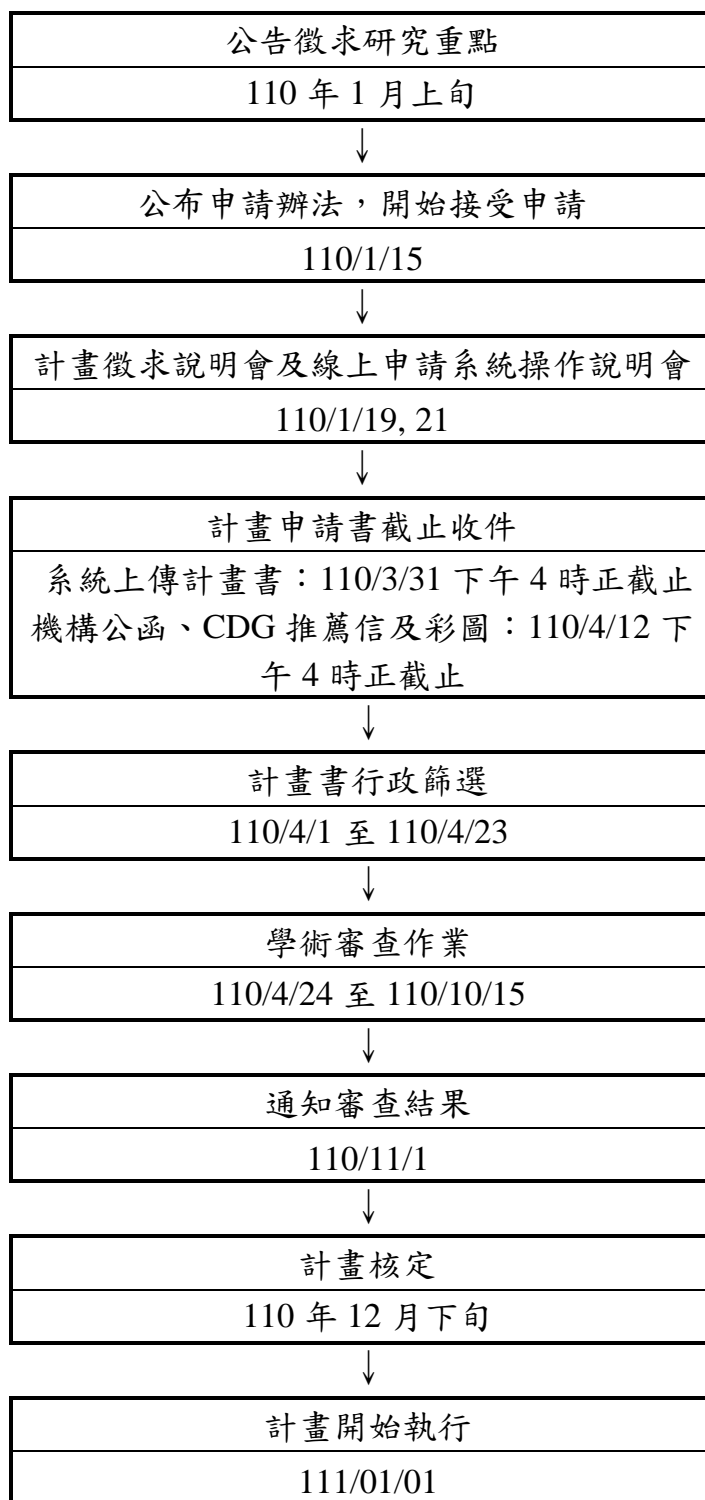 公告徵求研究重點
110 年 1 月上旬
↓
公布申請辦法，開始接受申請
110/1/15
↓
計畫徵求說明會及線上申請系統操作說明會
110/1/19, 21
↓
計畫申請書截止收件
系統上傳計畫書：110/3/31 下午 4 時正截止
機構公函、CDG 推薦信及彩圖：110/4/12 下
午 4 時正截止
↓
計畫書行政篩選
110/4/1 至 110/4/23
↓
學術審查作業
110/4/24 至 110/10/15
↓
通知審查結果
110/11/1
↓
計畫核定
110 年 12 月下旬
↓
計畫開始執行
111/01/01